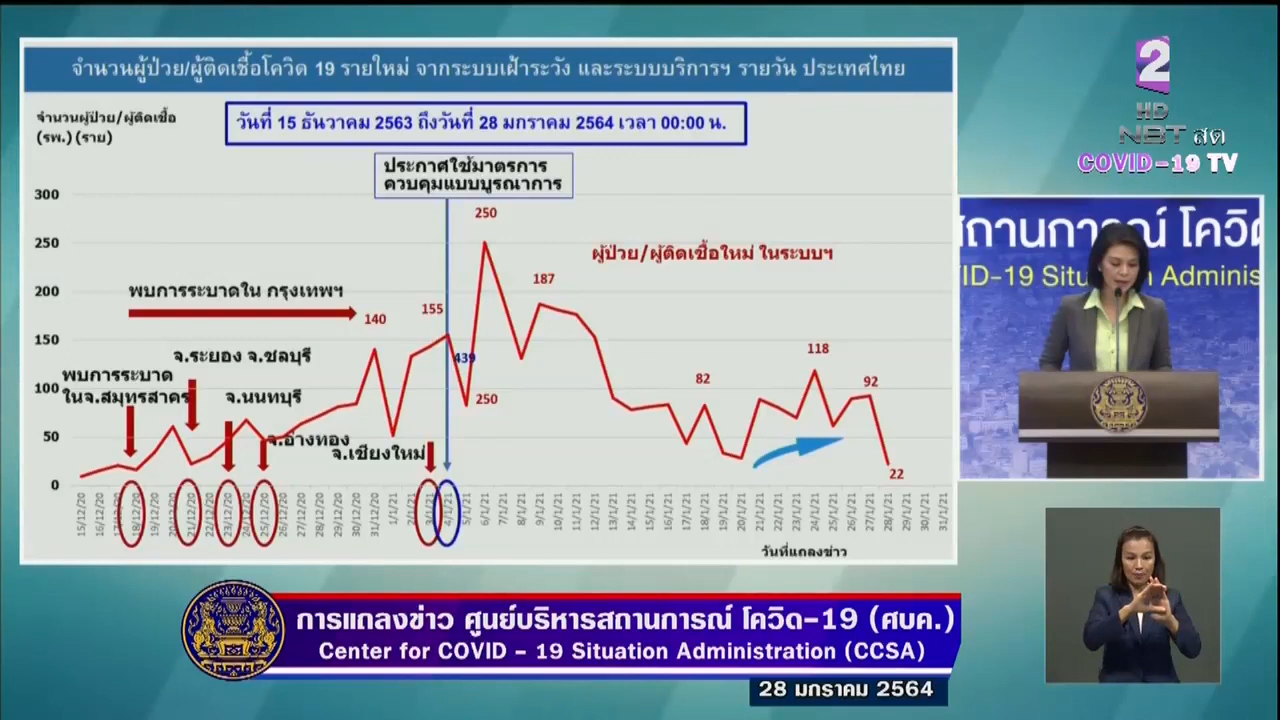 จำนวนผู้ป่วย/ผู้ติดเชื้อโควิด 19 รายใหม่ จากระบบเฝ้าระวัง และระบบบริการฯ รายวัน ประเทศไทย
จำนวนผู้ป่วย/ผู้ติดเชื้อ
(รพ.) (ราย)
วันที่ 15 ธันวาคม 2563 ถึงวันที่ 28 มกราคม 2564 เวลา 00:00 น.
ประกาศใช้มาตรการ
ควบคุมแบบบูรณาการ
300
250
200
150
100
50
0
250
ผู้ป่วย/ผู้ติดเชื้อใหม่ ในระบบฯ
187
พบการระบาดใน กรุงเทพฯ
155
140
118
จ.ระยอง จ.ชลบุรี
439
พบการระบาด
ในจ.สมุทรสาคร
จ.นนทบุรี
250
82
92
จ.อ่างทอง
จ.เชียงใหม่
22
15/12/20
16/12/20
17/12/20
18/12/20
19/12/20
20/12/20
21/12/20
22/12/20
23/12/20
24/12/20
25/12/20
26/12/20
27/12/20
28/12/20
29/12/20
30/12/20
31/12/20
1/1/21
2/1/21
3/1/21
4/1/21
5/1/21
6/1/21
7/1/21
8/1/21
9/1/21
10/1/21
11/1/21
12/1/21
13/1/21
14/1/21
15/1/21
16/1/21
17/1/21
18/1/21
19/1/21
20/1/21
21/1/21
22/1/21
23/1/21
24/1/21
25/1/21
26/1/21
27/1/21
28/1/21
29/1/21
30/1/21
31/1/21
วันที่แถลงข่าว
2
HD
NBT สด
COVID-19 TV
สถานการณ์ โควิด
VID-19 Situation Adminis
การแถลงข่าว ศูนย์บริหารสถานการณ์ โควิด-19 (ศบค.)
Center for COVID - 19 Situation Administration (CCSA)
28 มกราคม 2564